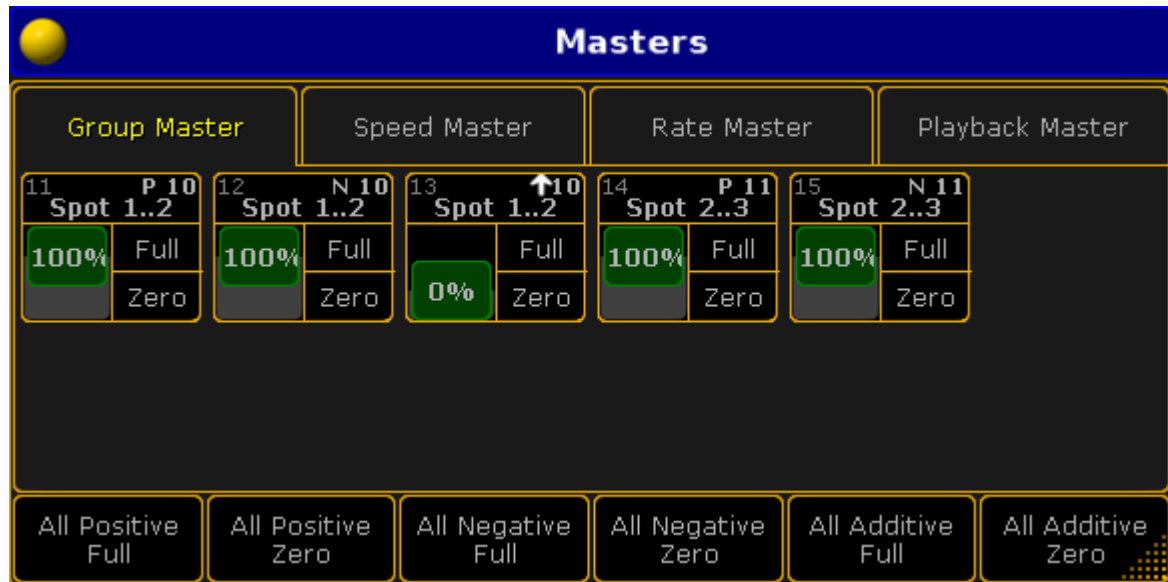 Masters
Group Master
Speed Master
Rate Master
Playback Master
11 P 10
Spot 1..2
100%
Full
Zero
12 N 10
Spot 1..2
100%
Full
Zero
13 10
Spot 1..2
0%
Full
Zero
14 P 11
Spot 2..3
100%
Full
Zero
15 N 11
Spot 2..3
100%
Full
Zero
All Positive
Full
All Positive
Zero
All Negative
Full
All Negative
Zero
All Additive
Full
All Additive
Zero